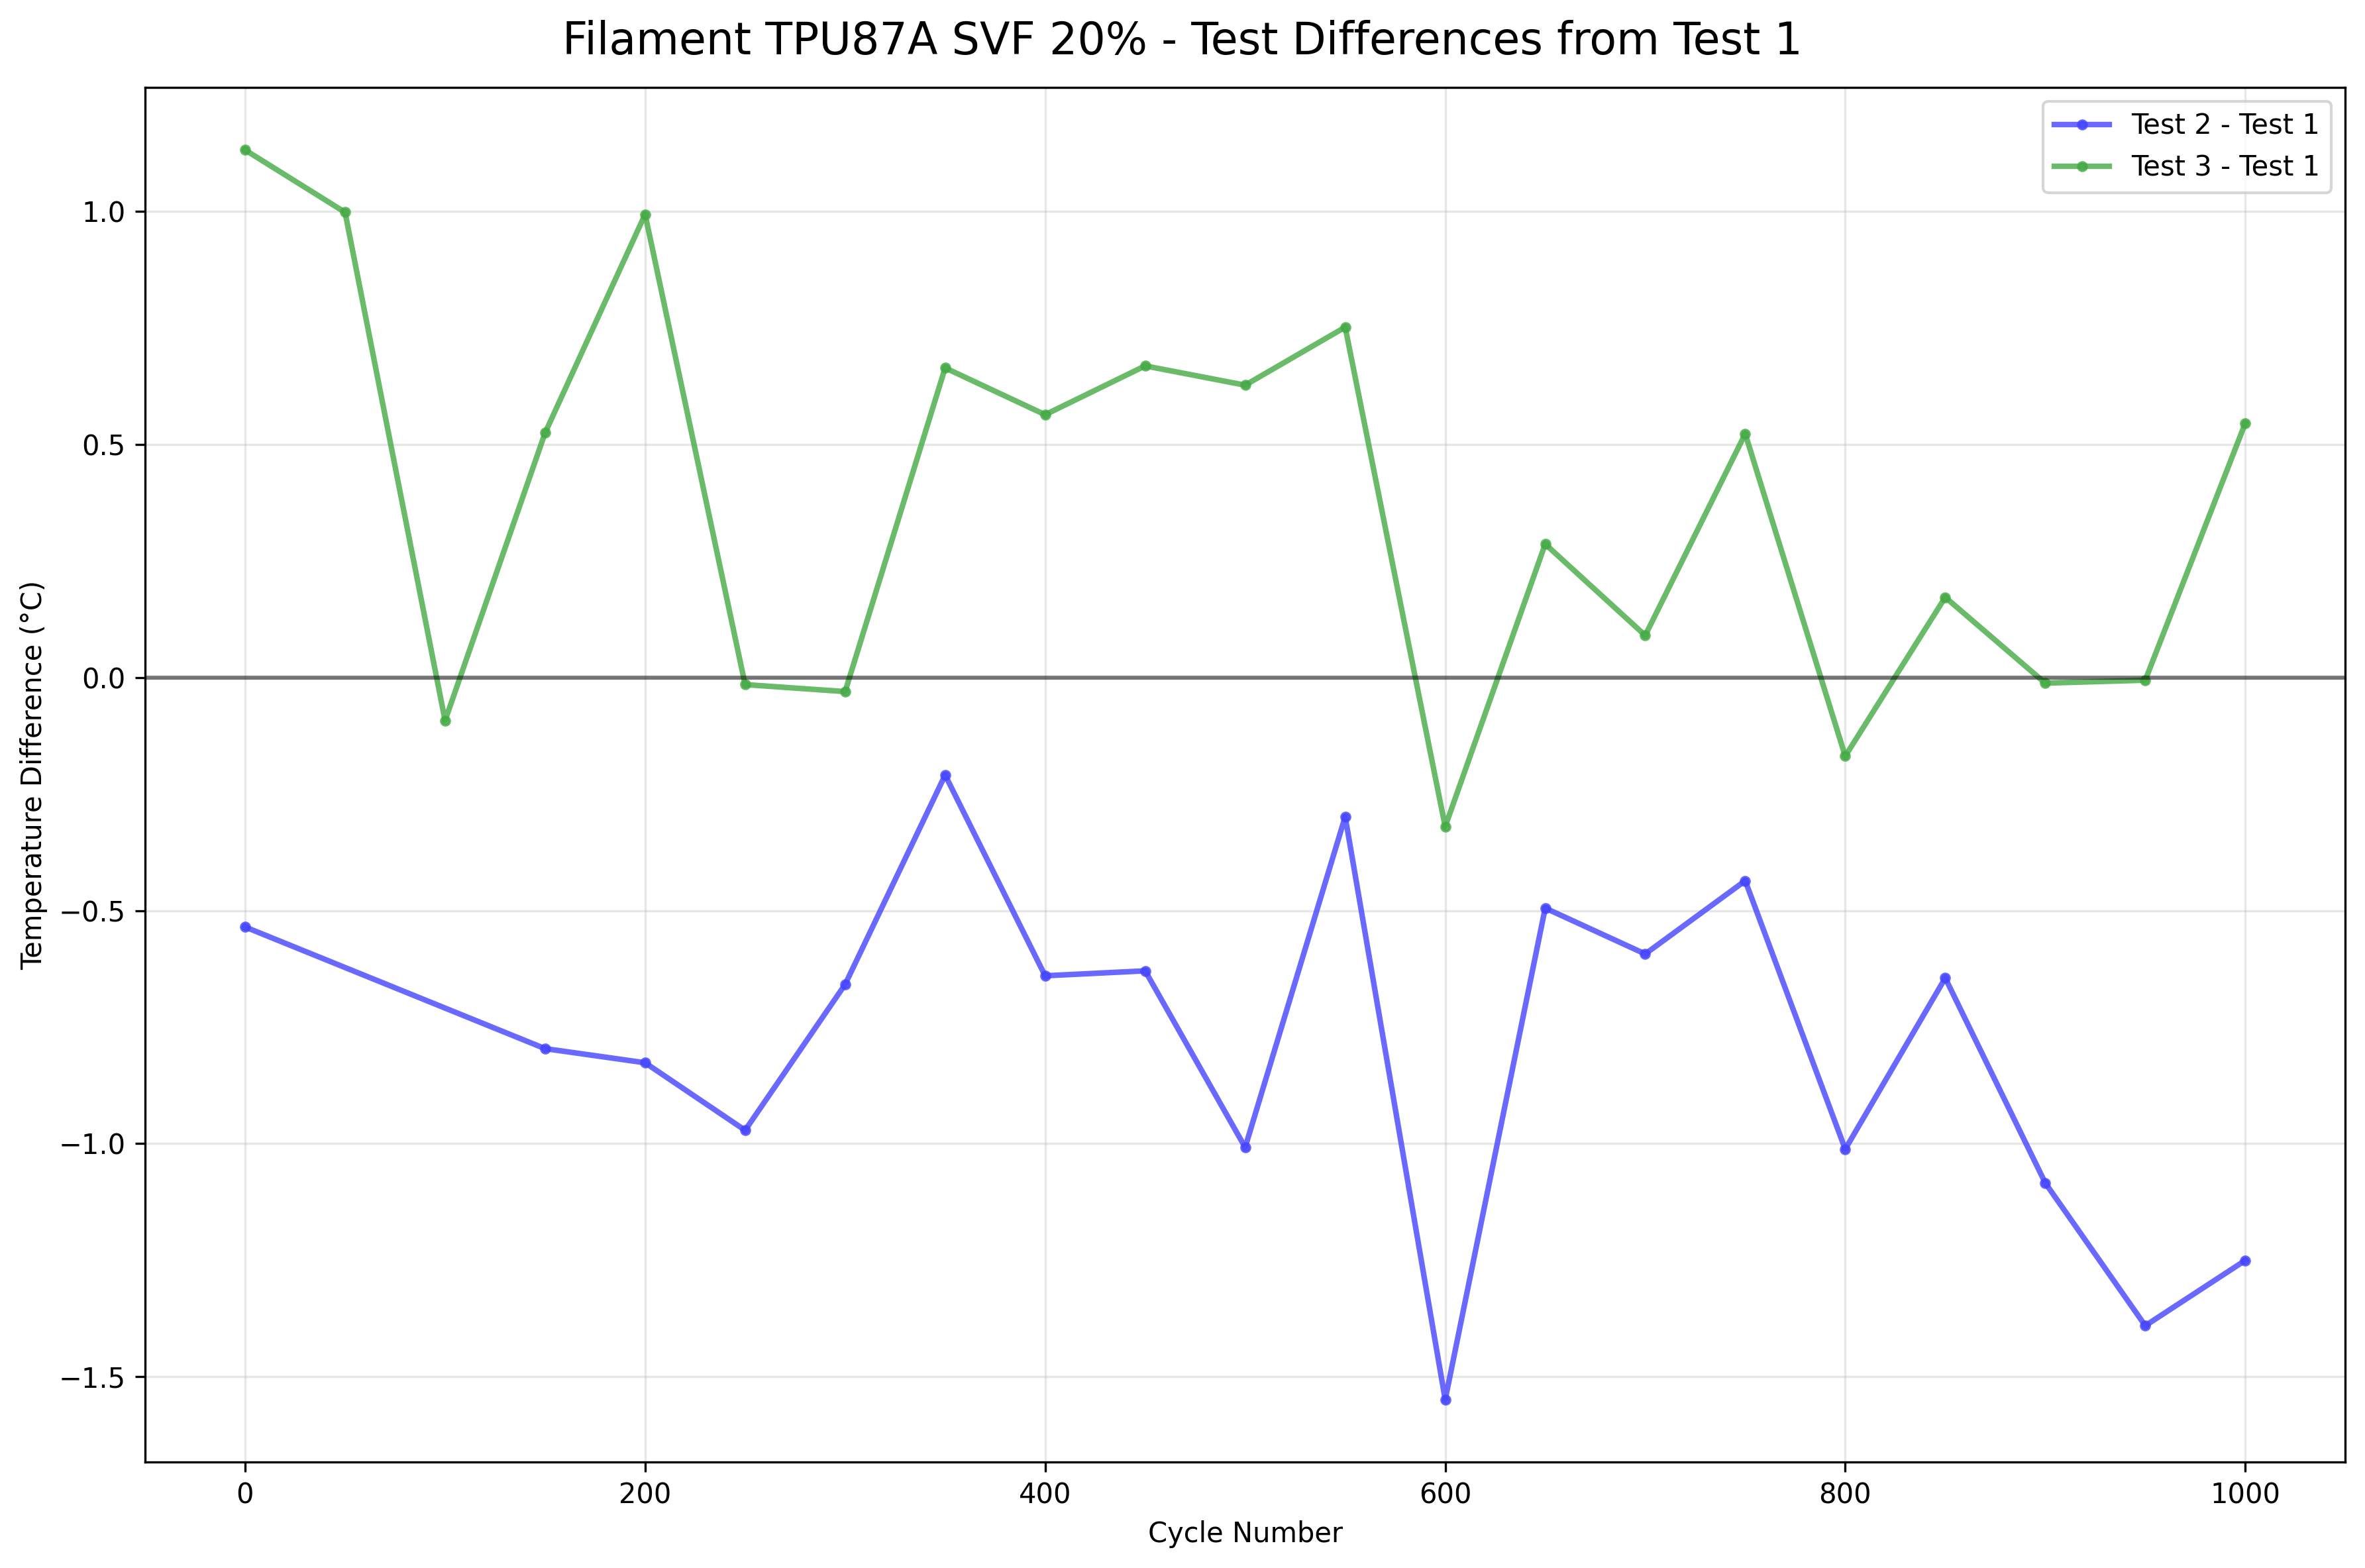 Filament TPU87A SVF 20% - Test Differences from Test 1
Test 2 - Test 1
Test 3 - Test 1
Temperature Difference (°C)
1.0
0.5
0.0
−0.5
−1.0
−1.5
0 200 400 600 800 1000
Cycle Number